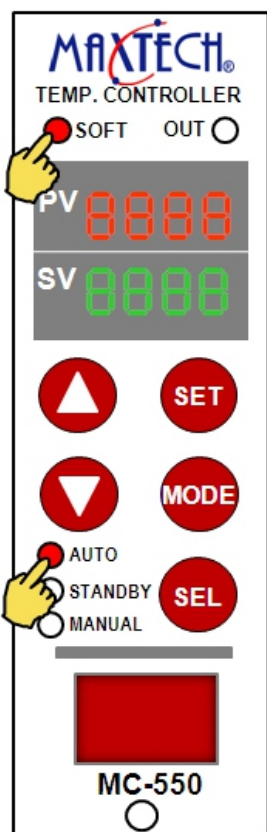 MAXTECH®
TEMP. CONTROLLER
SOFT OUT
PV 8888
SV 8888
SET
MODE
AUTO
STANDBY
MANUAL
SEL
MC-550